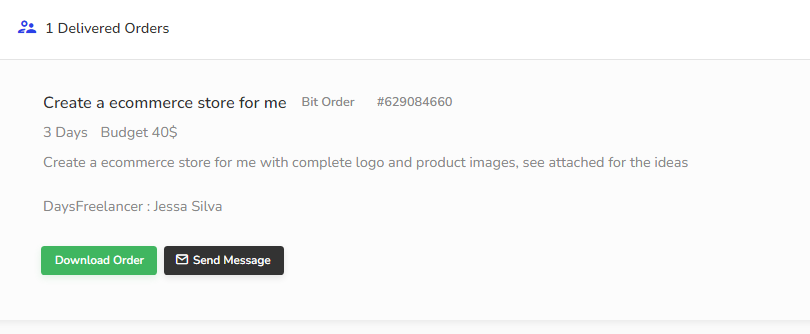 1 Delivered Orders
Create a ecommerce store for me Bit Order #629084660
3 Days Budget 40$
Create a ecommerce store for me with complete logo and product images, see attached for the ideas
DaysFreelancer : Jessa Silva
Download Order Send Message